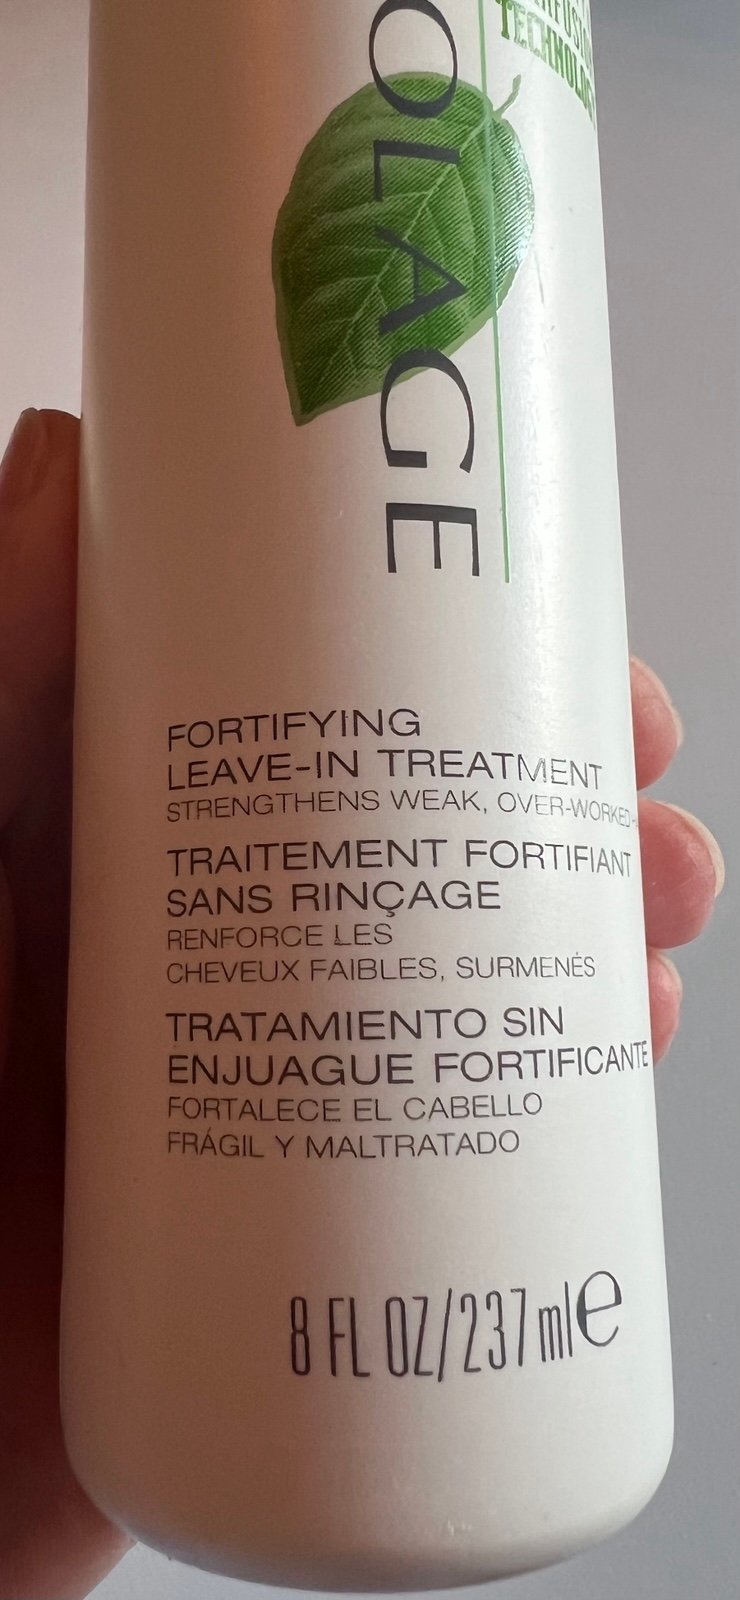 OLAGE
TECHNOLOGY
FORTIFYING
LEAVE-IN TREATMENT
STRENGTHENS WEAK, OVER-WORKED
TRAITEMENT FORTIFIANT
SANS RINÇAGE
RENFORCE LES
CHEVEUX FAIBLES, SURMENÉS
TRATAMIENTO SIN
ENJUAGUE FORTIFICANTE
FORTALECE EL CABELLO
FRÁGIL Y MALTRATADO
8 FL OZ/237 ml e